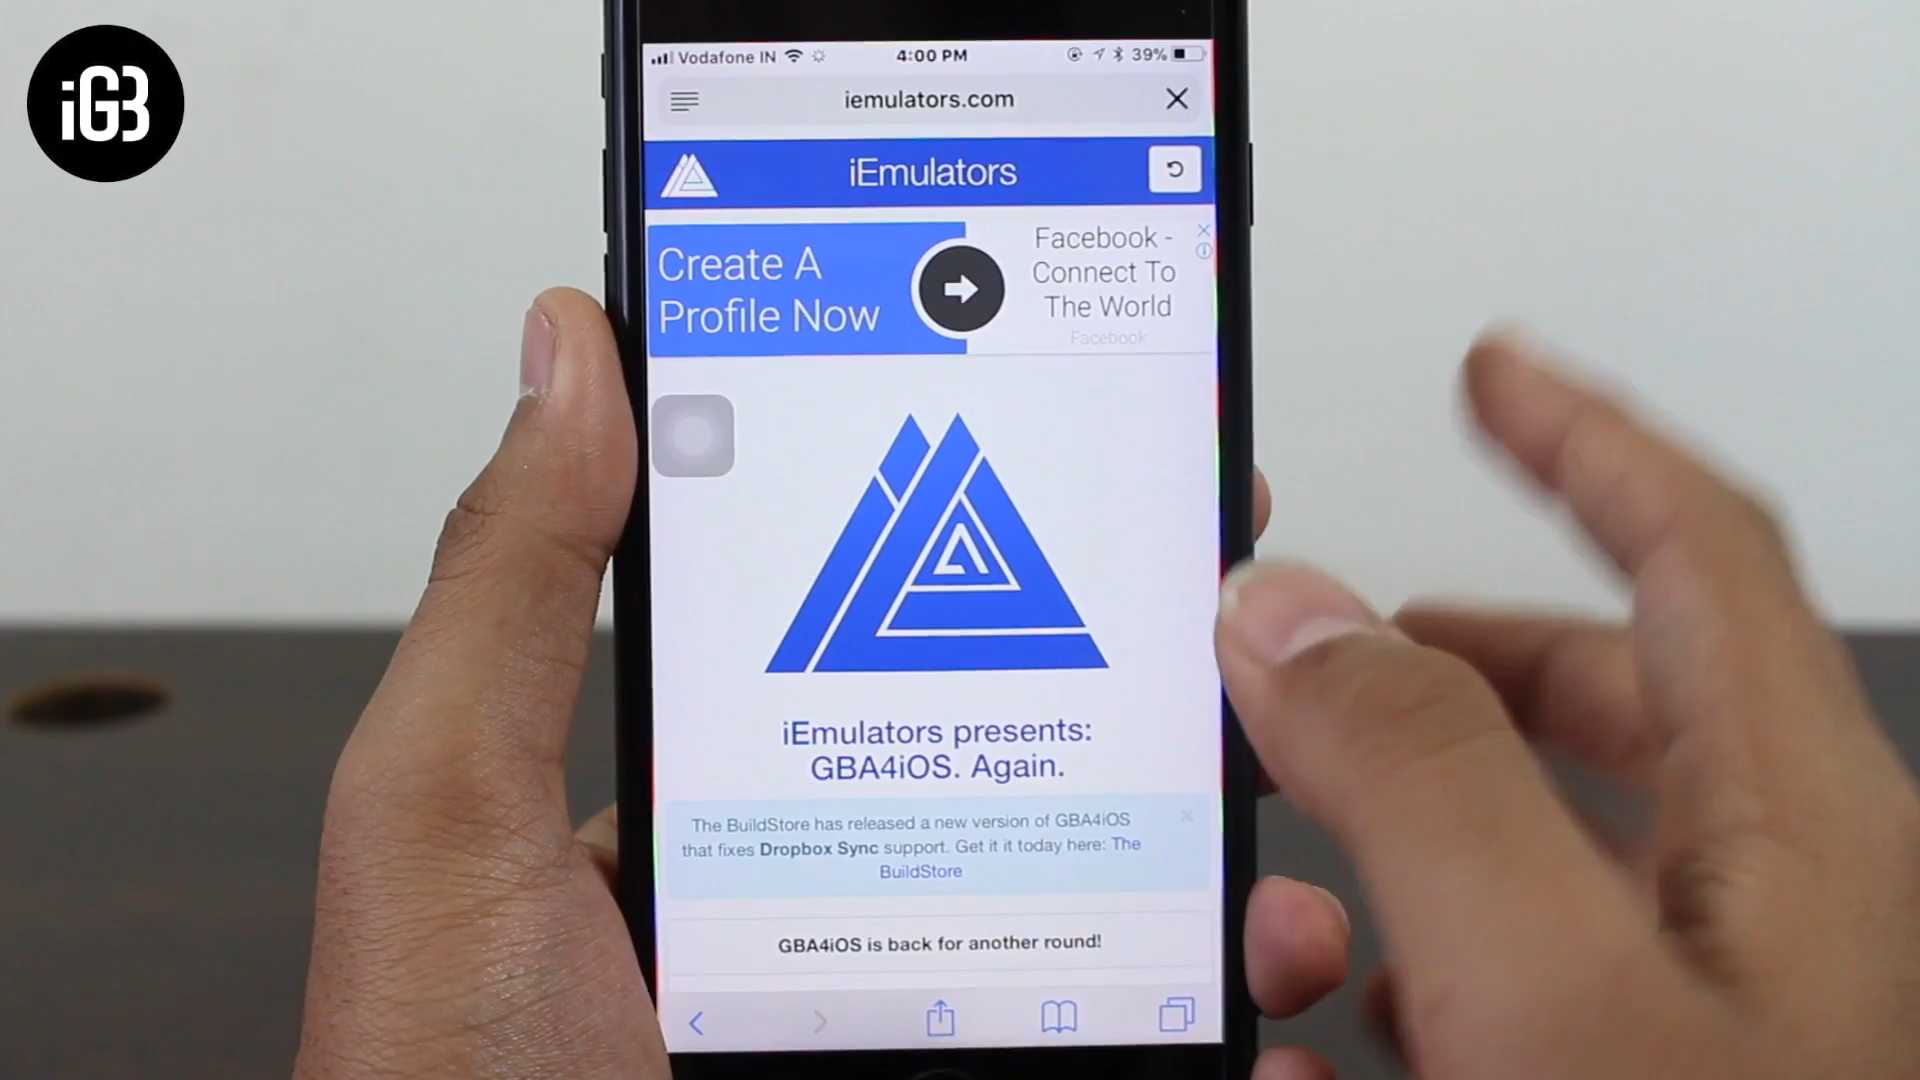 iGB
Vodafone IN
4:00 PM
39%
iemulators.com
iEmulators
Create A
Profile Now
Facebook -
Connect To
The World
Facebook
iEmulators presents:
GBA4iOS. Again.
The BuildStore has released a new version of GBA4iOS
that fixes Dropbox Sync support. Get it it today here: The
BuildStore
GBA4iOS is back for another round!